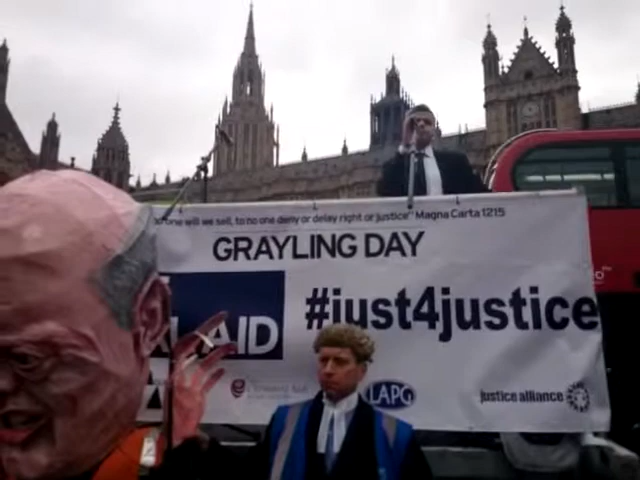 one will we sell, to no one deny or delay right or justice" Magna Carta 1215
GRAYLING DAY
#just4justice
AID
LAPG
justice alliance